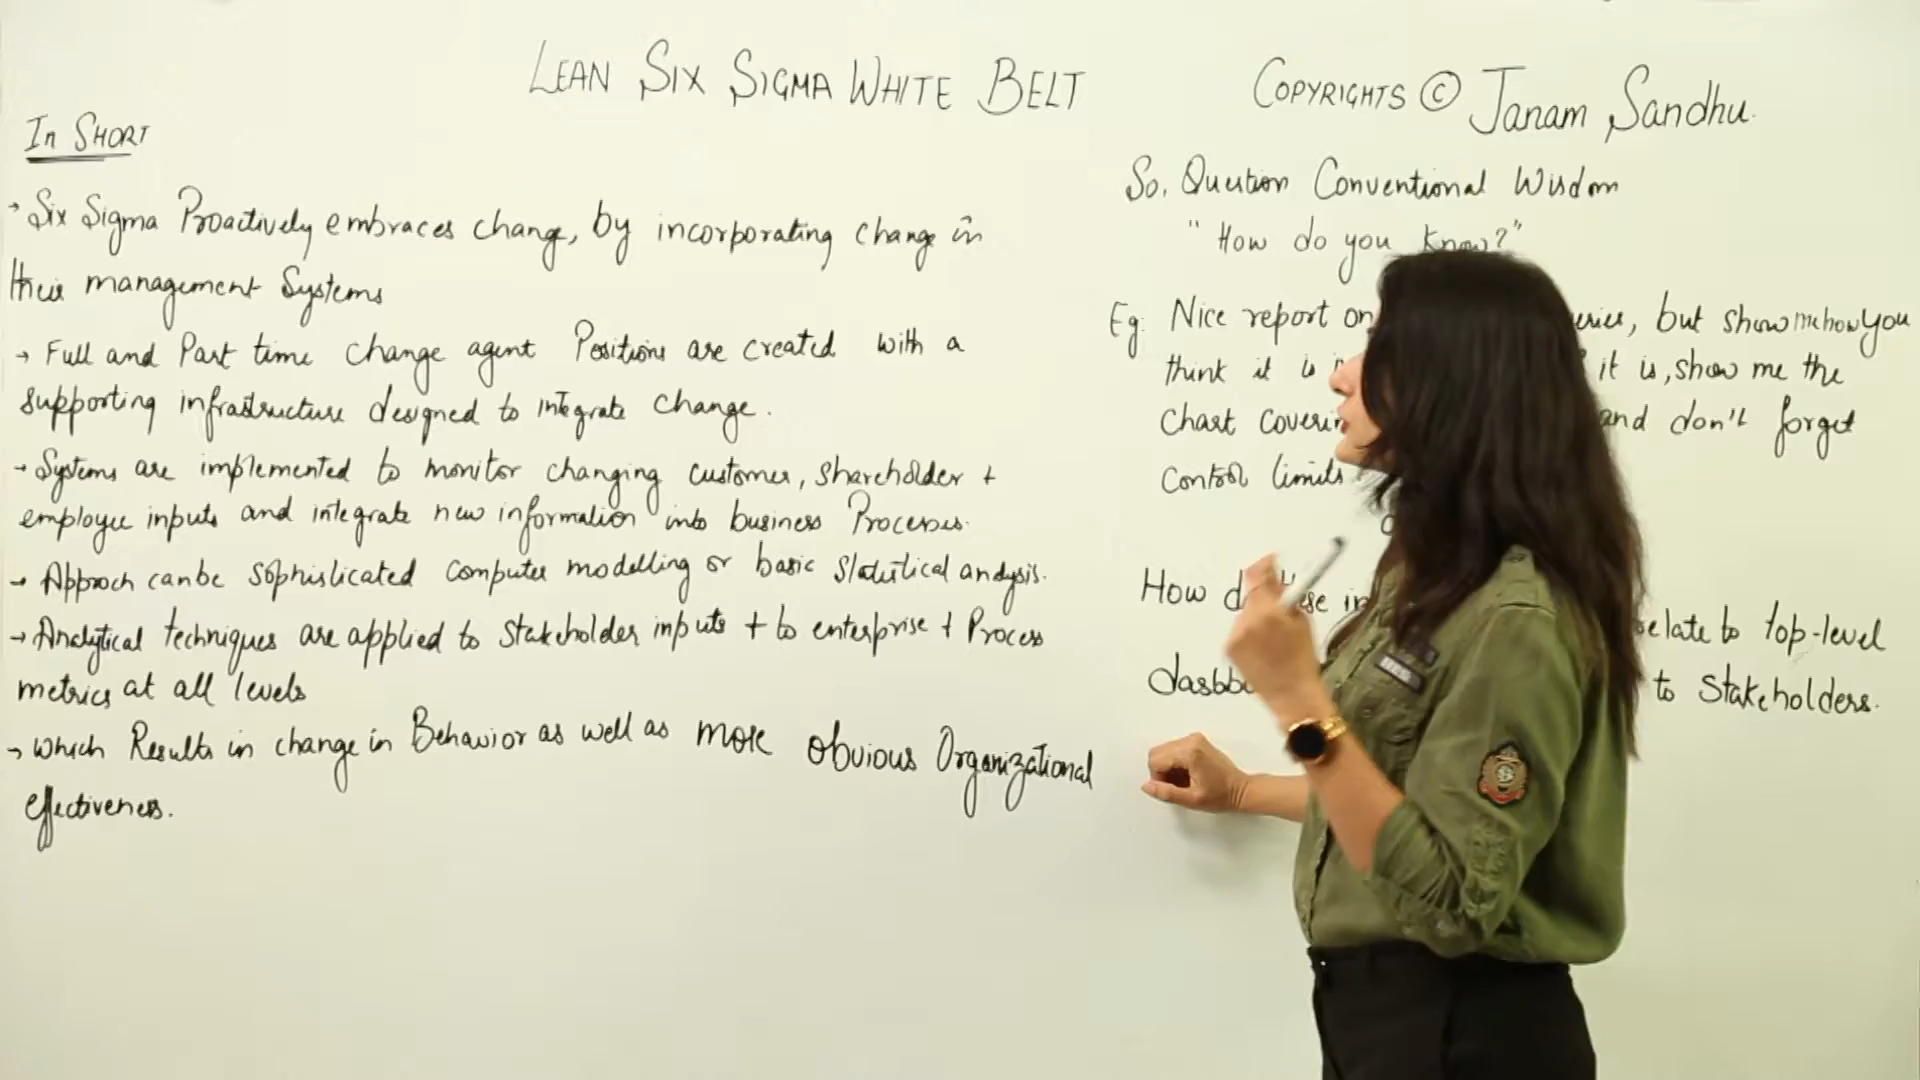 LEAN SIX SIGMA WHITE BELT
COPYRIGHTS © Janam Sandhu.
In SHORT
→ Six Sigma Proactively embraces change, by incorporating change in
their management Systems
→ Full and Part time Change agent Positions are created with a
supporting infrastructure designed to integrate change.
→ Systems are implemented to monitor changing customer, shareholder +
employee inputs and integrate new information into business Processes.
→ Approch can be sophisticated computer modelling or basic statistical analysis.
→ Analytical techniques are applied to stakeholder inputs + to enterprise + Process
metrics at all levels
→ which Results in change in Behavior as well as more obvious Organizational
effectiveness.
So, Question Conventional Wisdom
"How do you know?"
Eg: Nice report on but show me how you
think it is it is, show me the
Chart and don't forget
control limits
How relate to top-level
to Stakeholders.